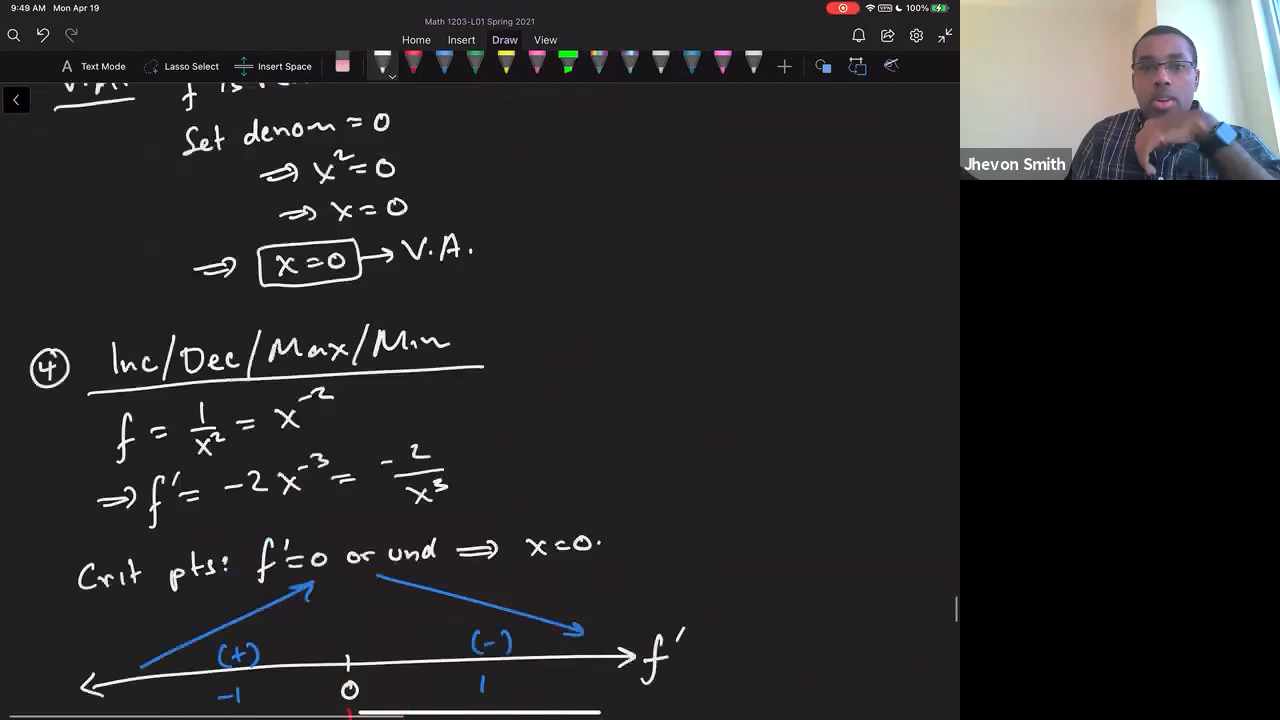 9:49 AM Mon Apr 19
100%
Math 1203-L01 Spring 2021
Home Insert Draw View
Text Mode Lasso Select Insert Space
V.A. f is
Set denom = 0
⇒ x² = 0
⇒ x = 0
⇒ x = 0 → V.A.
④ Inc/Dec/Max/Min
f = 1/x² = x⁻²
⇒ f' = -2x⁻³ = -2/x³
Crit pts: f' = 0 or und ⇒ x = 0.
(+) (-)
f'
-1 0 1
Jhevon Smith